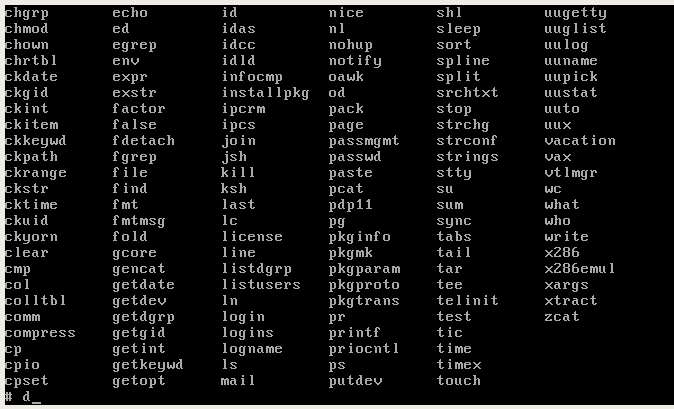 chgrp echo id nice shl uugetty
chmod ed idas nl sleep uuglist
chown egrep idcc nohup sort uulog
chrtbl env idld notify spline uuname
ckdate expr infocmp oawk split uupick
ckgid exstr installpkg od srchtxt uustat
ckint factor ipcrm pack stop uuto
ckitem false ipcs page strchg uux
ckkeywd fdetach join passmgmt strconf vacation
ckpath fgrep jsh passwd strings vax
ckrange file kill paste stty vtlmgr
ckstr find ksh pcat su wc
cktime fmt last pdp11 sum what
ckuid fmtmsg lc pg sync who
ckyorn fold license pkginfo tabs write
clear gcore line pkgmk tail x286
cmp gencat listdgrp pkgparam tar x286emul
col getdate listusers pkgproto tee xargs
colltbl getdev ln pkgtrans telinit xtract
comm getdgrp login pr test zcat
compress getgid logins printf tic
cp getint logname priocntl time
cpio getkeywd ls ps timex
cpset getopt mail putdev touch
# d_